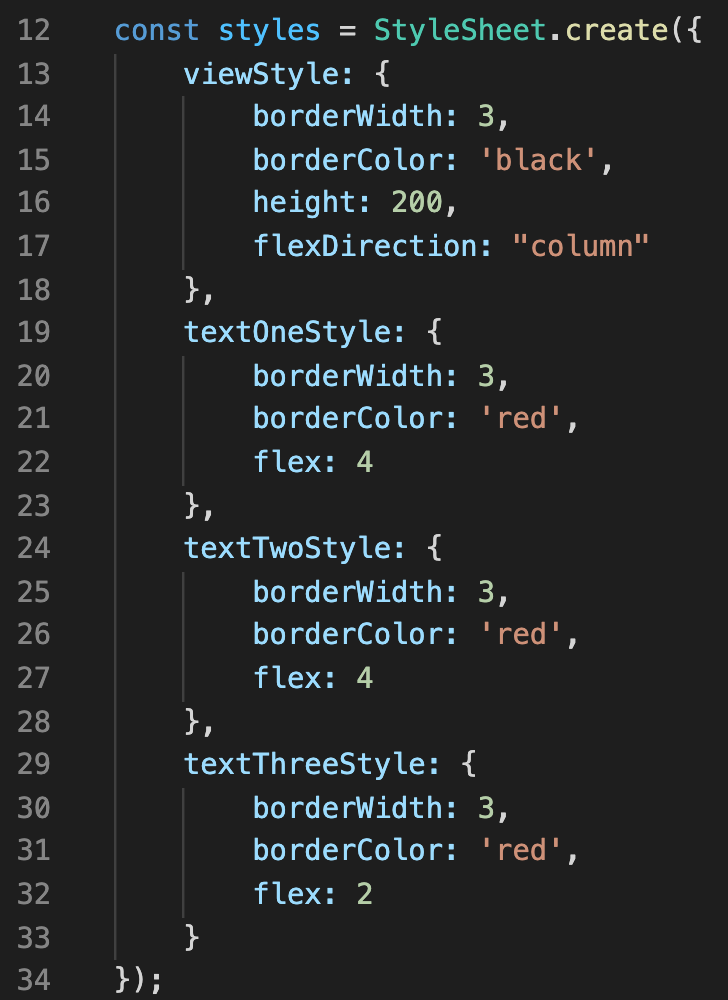 12 const styles = StyleSheet.create({
13 viewStyle: {
14 borderWidth: 3,
15 borderColor: 'black',
16 height: 200,
17 flexDirection: "column"
18 },
19 textOneStyle: {
20 borderWidth: 3,
21 borderColor: 'red',
22 flex: 4
23 },
24 textTwoStyle: {
25 borderWidth: 3,
26 borderColor: 'red',
27 flex: 4
28 },
29 textThreeStyle: {
30 borderWidth: 3,
31 borderColor: 'red',
32 flex: 2
33 }
34 });